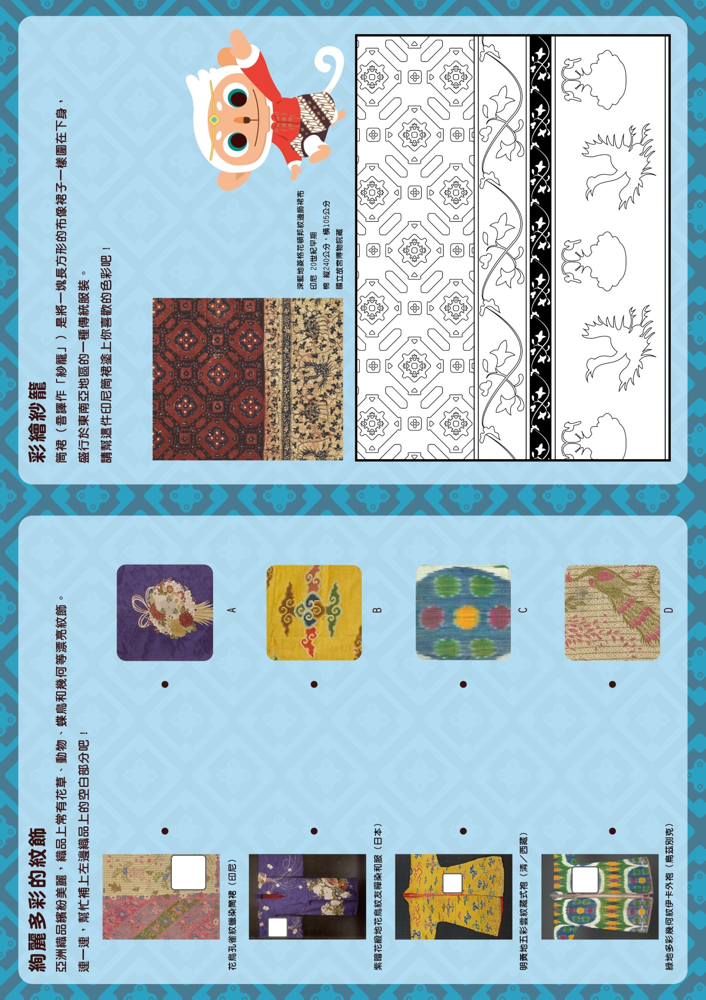 絢麗多彩的紋飾
亞洲織品繽紛美麗，織品上常有花草、動物、蝶鳥和幾何等漂亮紋飾。
連一連，幫忙補上左邊織品上的空白部分吧！
花鳥孔雀紋蠟染筒裙（印尼）
A
紫暗花緞地花鳥紋友禪染和服（日本）
B
明黃地五彩雲紋藏式袍（清／西藏）
C
綠地多彩幾何紋伊卡外袍（烏茲別克）
D
彩繪紗籠
筒裙（音譯作「紗籠」）是將一塊長方形的布像裙子一樣圍在下身，
盛行於東南亞地區的一種傳統服裝。
請幫這件印尼筒裙塗上你喜歡的色彩吧！
深藍地菱格花頓邦紋邊飾裙布
印尼 20世紀早期
棉 縱240公分，橫105公分
國立故宮博物院藏